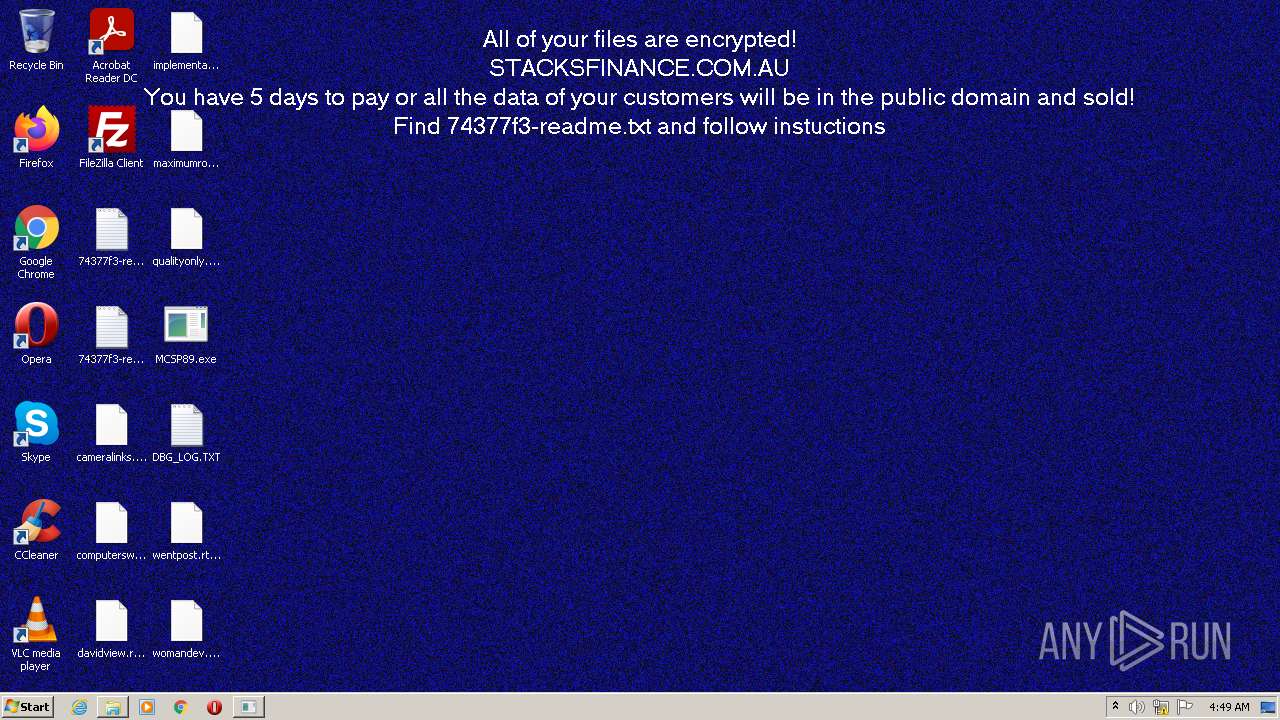 All of your files are encrypted!
STACKSFINANCE.COM.AU
You have 5 days to pay or all the data of your customers will be in the public domain and sold!
Find 74377f3-readme.txt and follow instuctions
Recycle Bin
Acrobat
Reader DC
implementa...
Firefox
FileZilla Client
maximumro...
Google
Chrome
74377f3-re...
qualityonly....
Opera
74377f3-re...
MCSP89.exe
Skype
cameralinks....
DBG_LOG.TXT
CCleaner
computersw...
wentpost.rt...
VLC media
player
davidview.r...
womandev....
ANY RUN
Start
4:49 AM